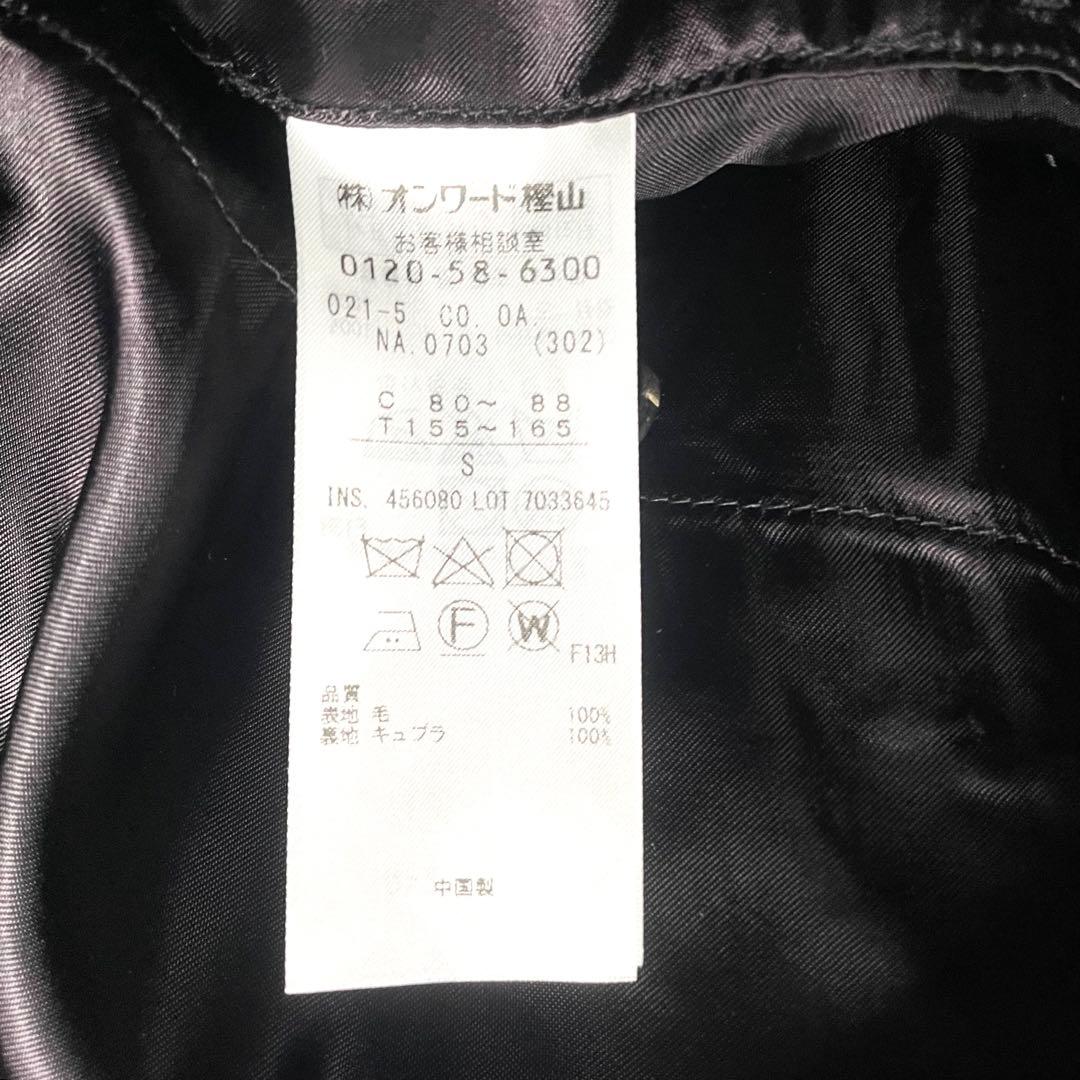 (株)オンワード樫山
お客様相談室
0120-58-6300
021-5 CO. OA.
NA.0703 (302)
C 80～ 88
T155～165
S
INS. 456080 LOT 7033645
F
W
F13H
品質
表地 毛 100%
裏地 キュプラ 100%
中国製